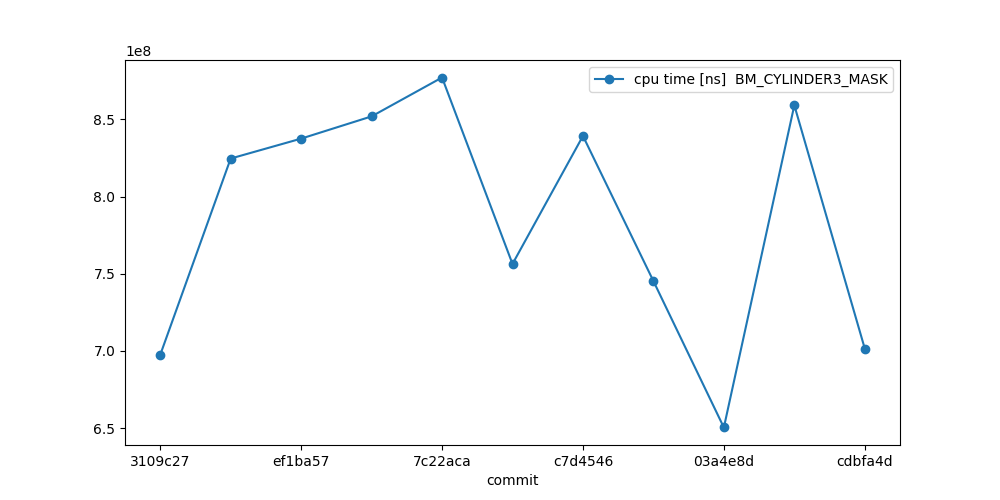 1e8
cpu time [ns]  BM_CYLINDER3_MASK
8.5
8.0
7.5
7.0
6.5
3109c27 ef1ba57 7c22aca c7d4546 03a4e8d cdbfa4d
commit